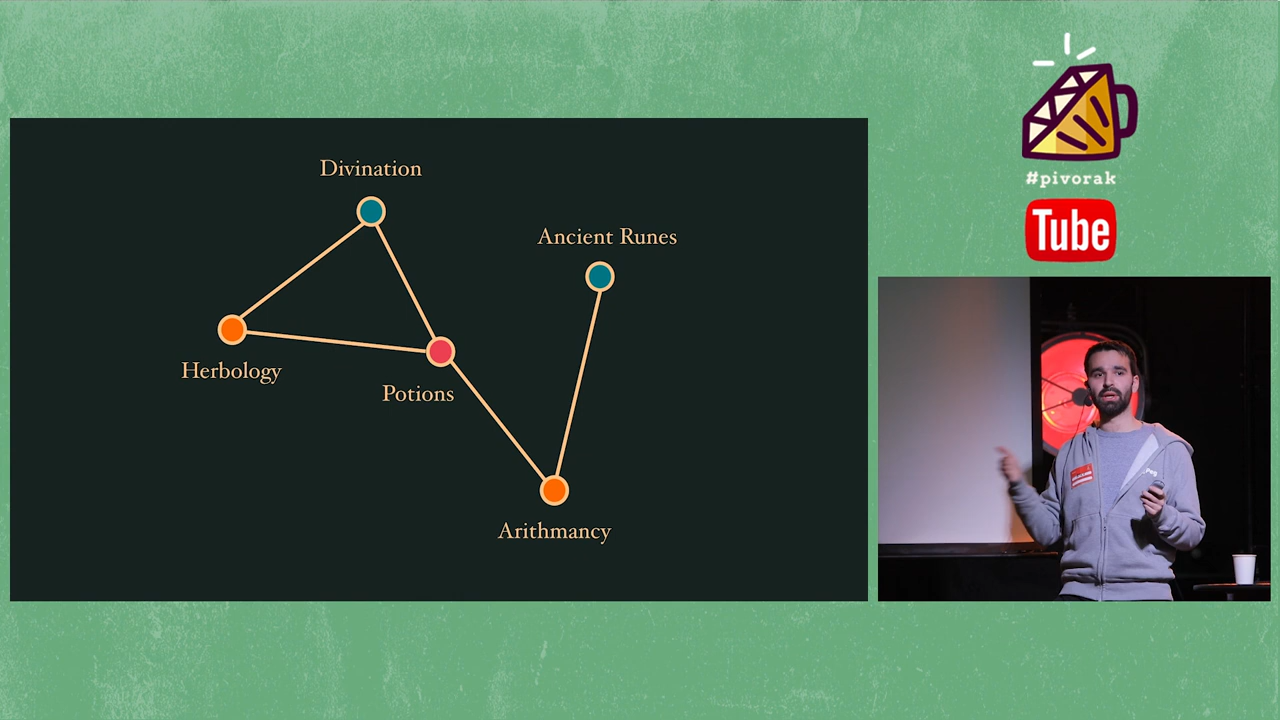 Divination
Ancient Runes
Herbology
Potions
Arithmancy
#pivorak
Tube